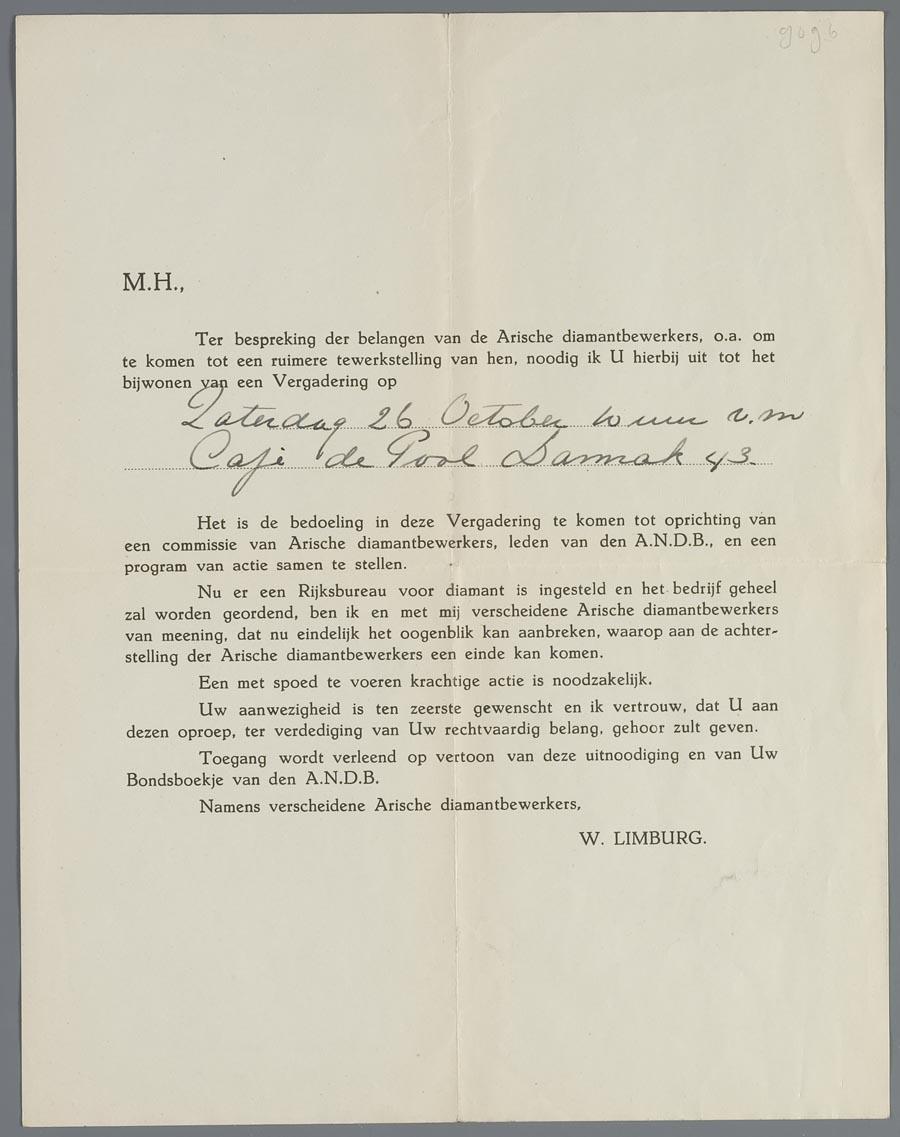 gogb
M.H.,
Ter bespreking der belangen van de Arische diamantbewerkers, o.a. om
te komen tot een ruimere tewerkstelling van hen, noodig ik U hierbij uit tot het
bijwonen van een Vergadering op
Zaterdag 26 October 10 uur v.m
Café de Pool Damrak 43.
Het is de bedoeling in deze Vergadering te komen tot oprichting van
een commissie van Arische diamantbewerkers, leden van den A.N.D.B., en een
program van actie samen te stellen.
Nu er een Rijksbureau voor diamant is ingesteld en het bedrijf geheel
zal worden geordend, ben ik en met mij verscheidene Arische diamantbewerkers
van meening, dat nu eindelijk het oogenblik kan aanbreken, waarop aan de achter-
stelling der Arische diamantbewerkers een einde kan komen.
Een met spoed te voeren krachtige actie is noodzakelijk.
Uw aanwezigheid is ten zeerste gewenscht en ik vertrouw, dat U aan
dezen oproep, ter verdediging van Uw rechtvaardig belang, gehoor zult geven.
Toegang wordt verleend op vertoon van deze uitnoodiging en van Uw
Bondsboekje van den A.N.D.B.
Namens verscheidene Arische diamantbewerkers,
W. LIMBURG.